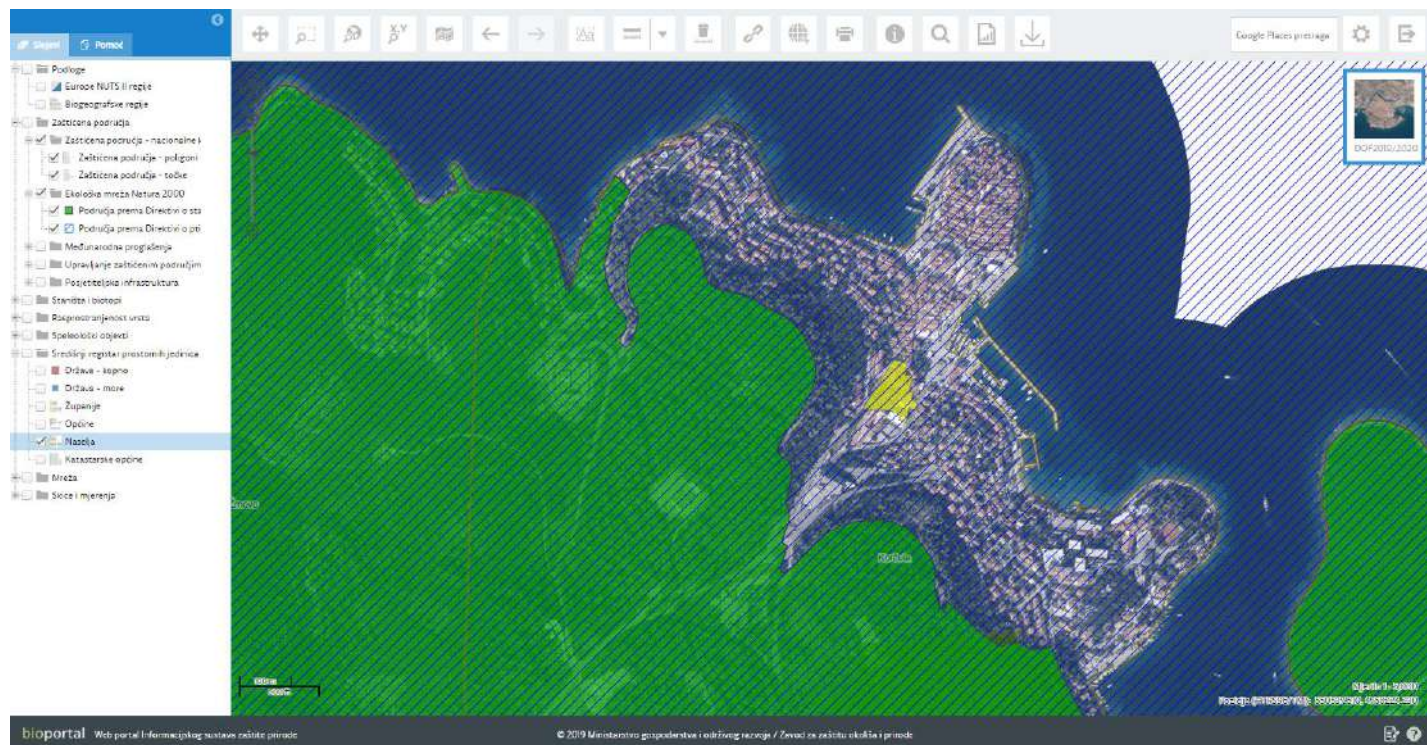 Slojevi
Pomoć
X,Y
Google Places pretraga
Podloge
Europe NUTS II regije
Biogeografske regije
Zaštićena područja
Zaštićena područja - nacionalne k
Zaštićena područja - poligoni
Zaštićena područja - točke
Ekološka mreža Natura 2000
Područja prema Direktivi o sta
Područja prema Direktivi o pti
Međunarodna proglašenja
Upravljanje zaštićenim područjim
Posjetiteljska infrastruktura
Staništa i biotopi
Rasprostranjenost vrsta
Speleološki objekti
Središnji registar prostornih jedinica
Država - kopno
Država - more
Županije
Općine
Naselja
Katastarske općine
Mreža
Skice i mjerenja
DOF2019/2020
Žrnovo
Korčula
bioportal Web portal Informacijskog sustava zaštite prirode
© 2019 Ministarstvo gospodarstva i održivog razvoja / Zavod za zaštitu okoliša i prirode